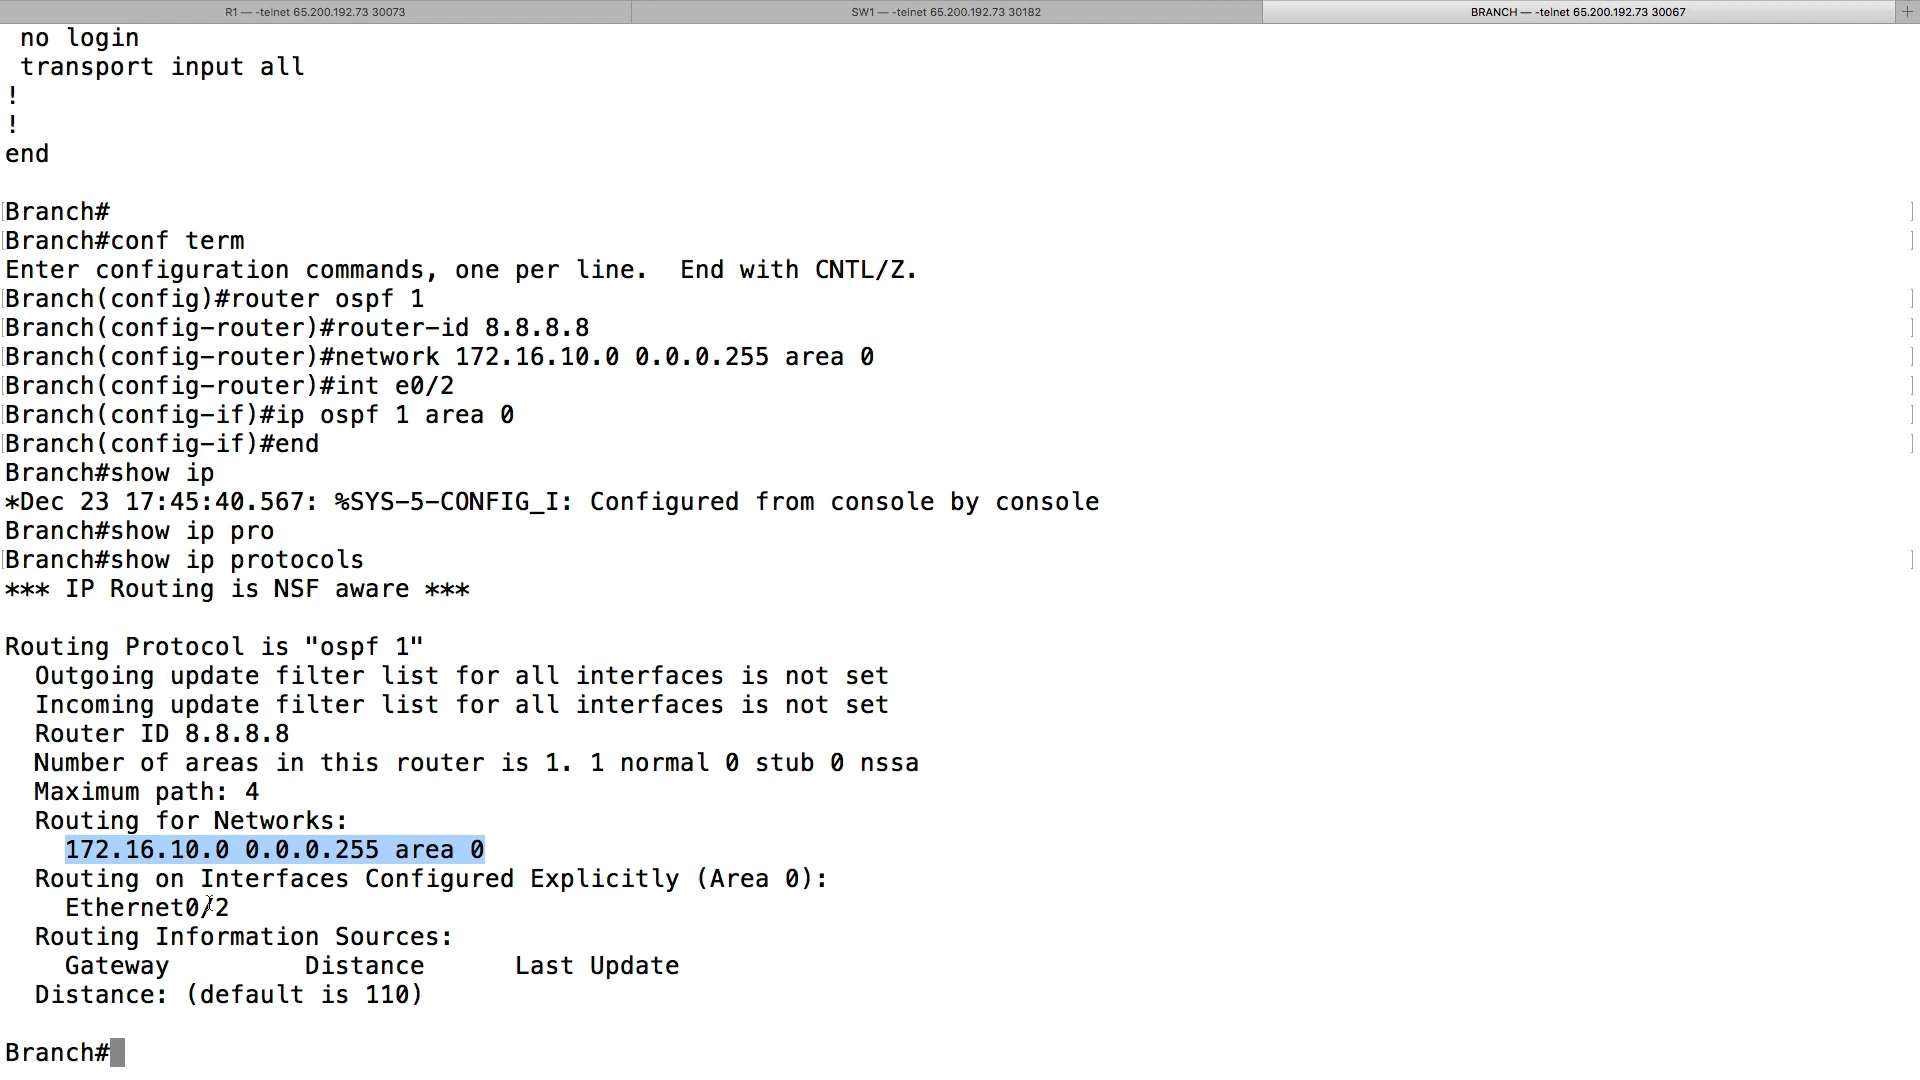 R1 — -telnet 65.200.192.73 30073
SW1 — -telnet 65.200.192.73 30182
BRANCH — -telnet 65.200.192.73 30067
+
no login
transport input all
!
!
end
Branch#
Branch#conf term
Enter configuration commands, one per line.  End with CNTL/Z.
Branch(config)#router ospf 1
Branch(config-router)#router-id 8.8.8.8
Branch(config-router)#network 172.16.10.0 0.0.0.255 area 0
Branch(config-router)#int e0/2
Branch(config-if)#ip ospf 1 area 0
Branch(config-if)#end
Branch#show ip
*Dec 23 17:45:40.567: %SYS-5-CONFIG_I: Configured from console by console
Branch#show ip pro
Branch#show ip protocols
*** IP Routing is NSF aware ***
Routing Protocol is "ospf 1"
Outgoing update filter list for all interfaces is not set
Incoming update filter list for all interfaces is not set
Router ID 8.8.8.8
Number of areas in this router is 1. 1 normal 0 stub 0 nssa
Maximum path: 4
Routing for Networks:
172.16.10.0 0.0.0.255 area 0
Routing on Interfaces Configured Explicitly (Area 0):
Ethernet0/2
Routing Information Sources:
Gateway         Distance      Last Update
Distance: (default is 110)
Branch#